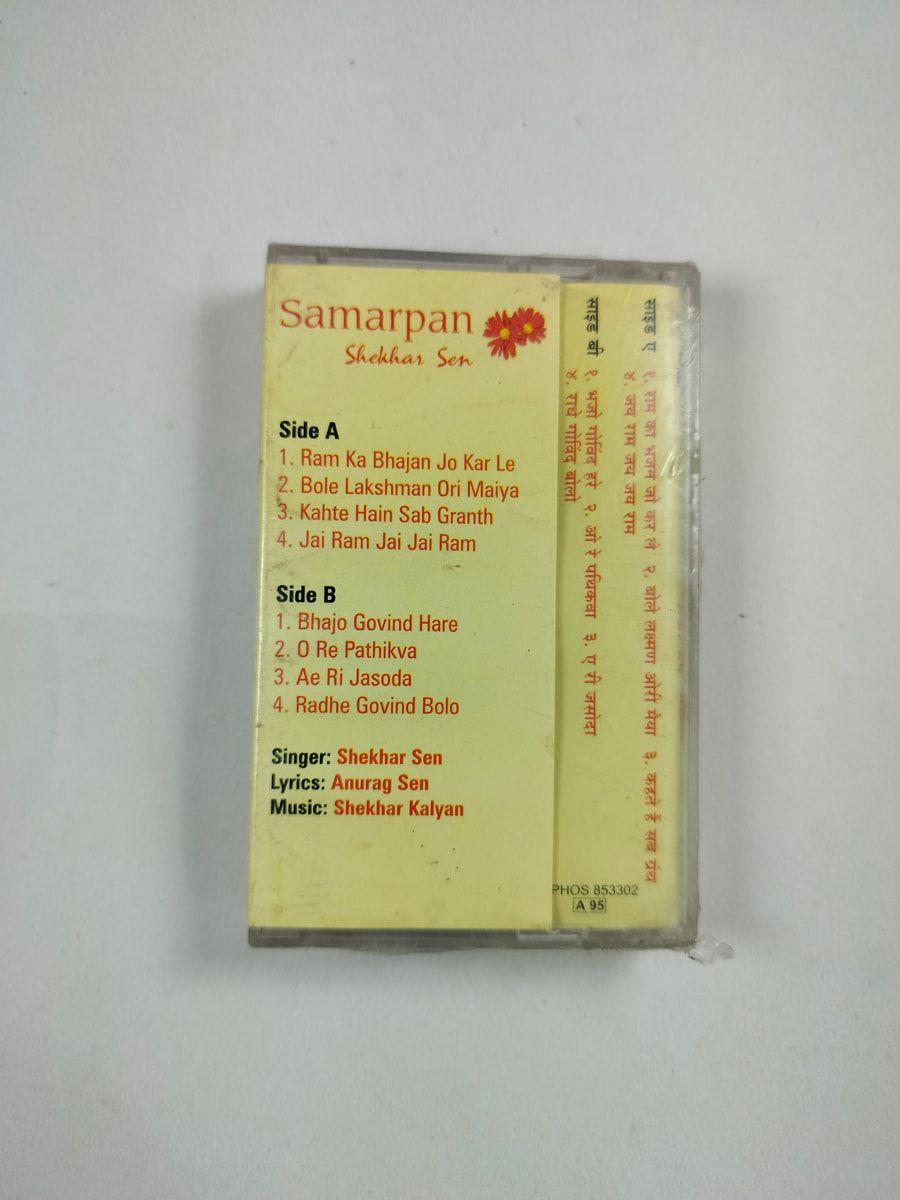 Samarpan
Shekhar Sen
Side A
1. Ram Ka Bhajan Jo Kar Le
2. Bole Lakshman Ori Maiya
3. Kahte Hain Sab Granth
4. Jai Ram Jai Jai Ram
Side B
1. Bhajo Govind Hare
2. O Re Pathikva
3. Ae Ri Jasoda
4. Radhe Govind Bolo
Singer: Shekhar Sen
Lyrics: Anurag Sen
Music: Shekhar Kalyan
साइड ए
१. राम का भजन जो कर ले २. बोले लक्ष्मण ओरी मैया ३. कहते हैं सब ग्रंथ
४. जय राम जय जय राम
साइड बी
१. भजो गोविंद हरे २. ओ रे पथिकवा ३. ए री जसोदा
४. राधे गोविंद बोलो
PHOS 853302
A 95